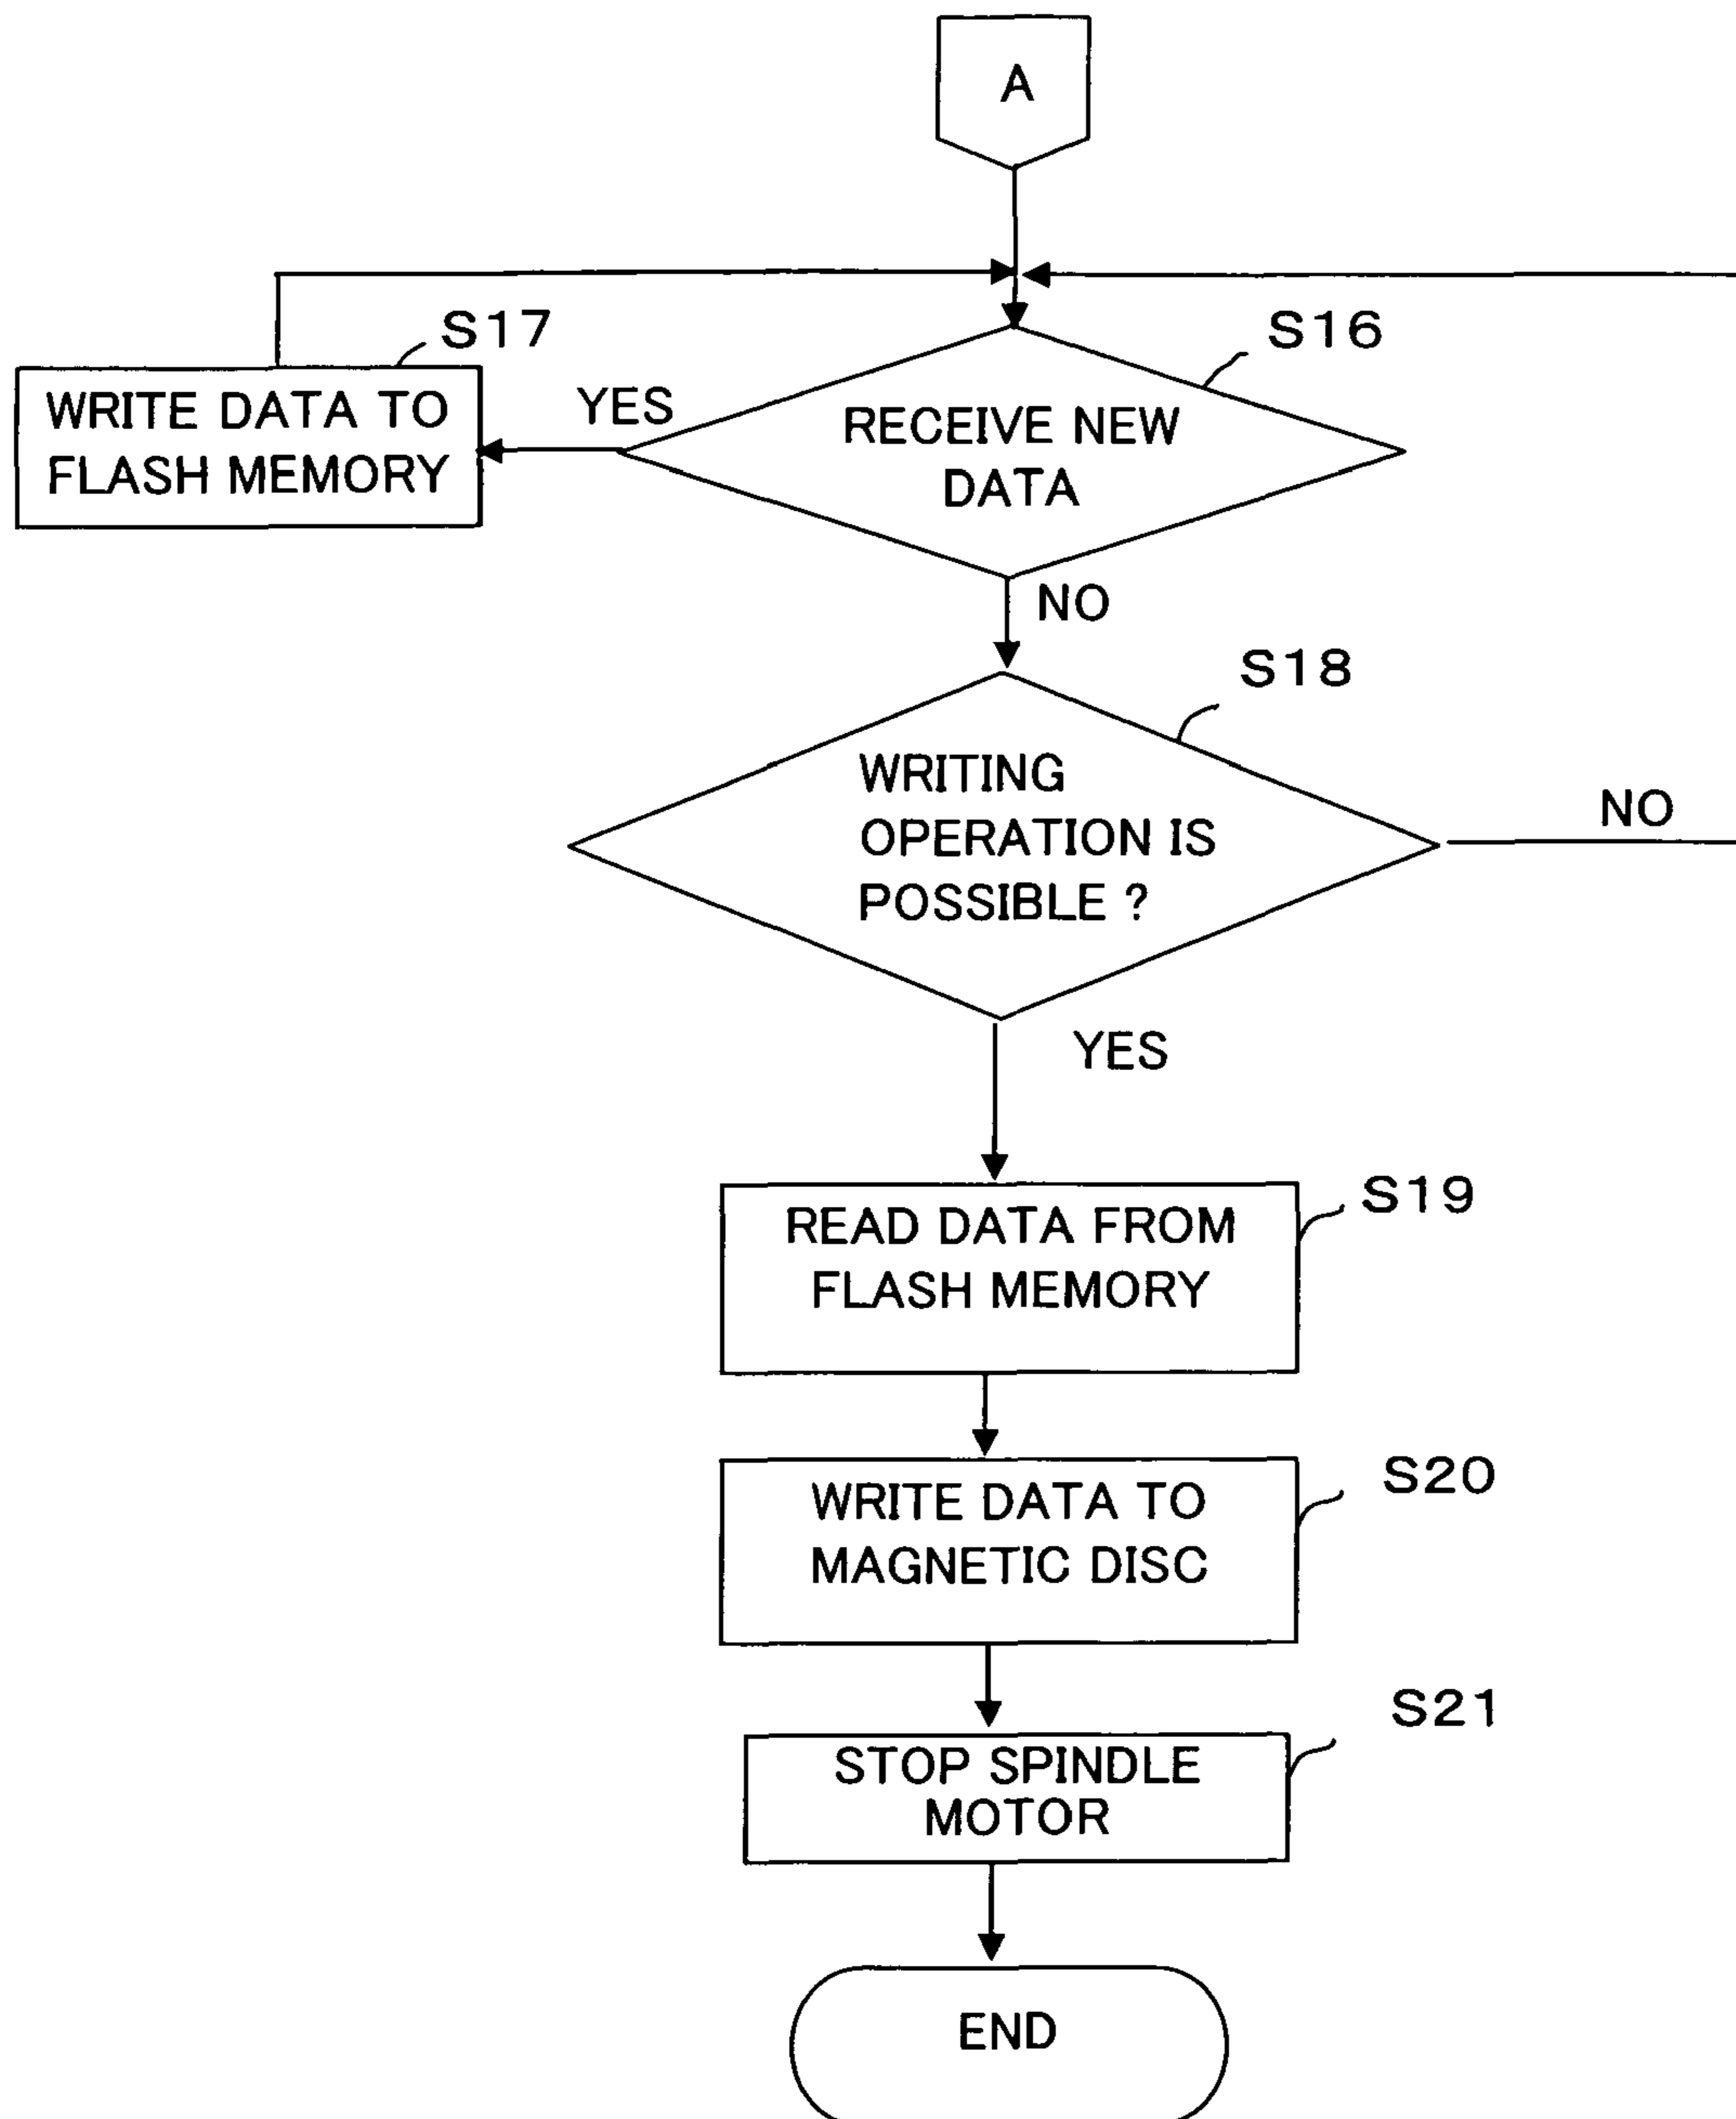 A
S17
S16
WRITE DATA TO
FLASH MEMORY
YES
RECEIVE NEW
DATA
NO
S18
WRITING
OPERATION IS
POSSIBLE ?
NO
YES
S19
READ DATA FROM
FLASH MEMORY
S20
WRITE DATA TO
MAGNETIC DISC
S21
STOP SPINDLE
MOTOR
END